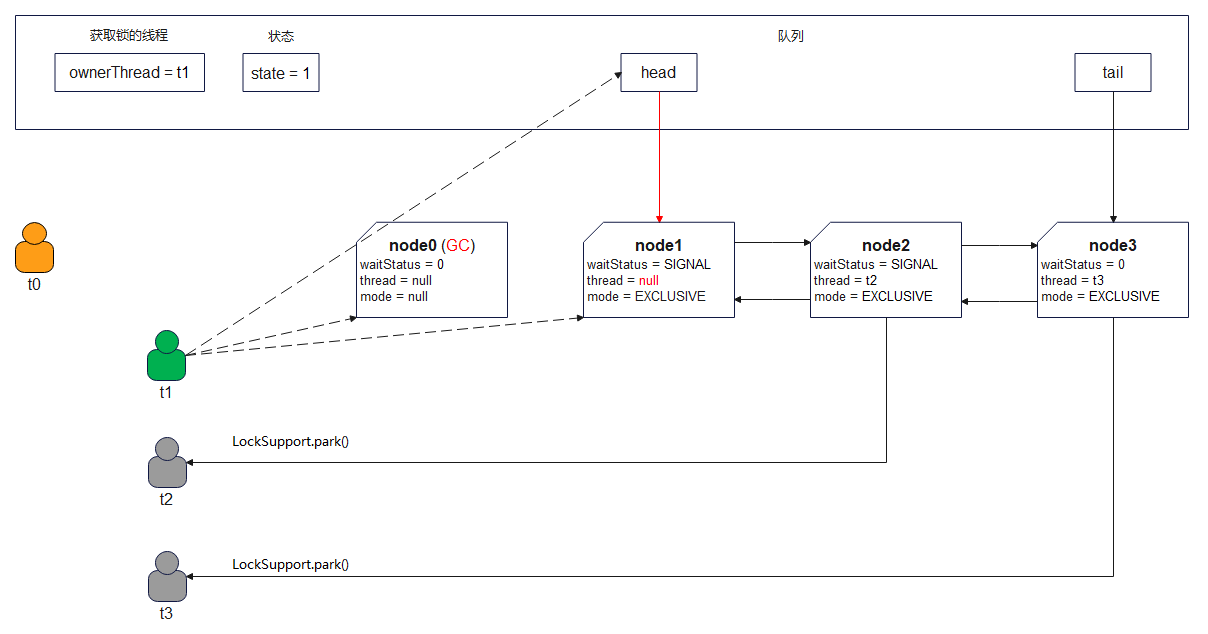 获取锁的线程
状态
队列
ownerThread = t1
state = 1
head
tail
t0
node0 (GC)
waitStatus = 0
thread = null
mode = null
node1
waitStatus = SIGNAL
thread = null
mode = EXCLUSIVE
node2
waitStatus = SIGNAL
thread = t2
mode = EXCLUSIVE
node3
waitStatus = 0
thread = t3
mode = EXCLUSIVE
t1
LockSupport.park()
t2
LockSupport.park()
t3